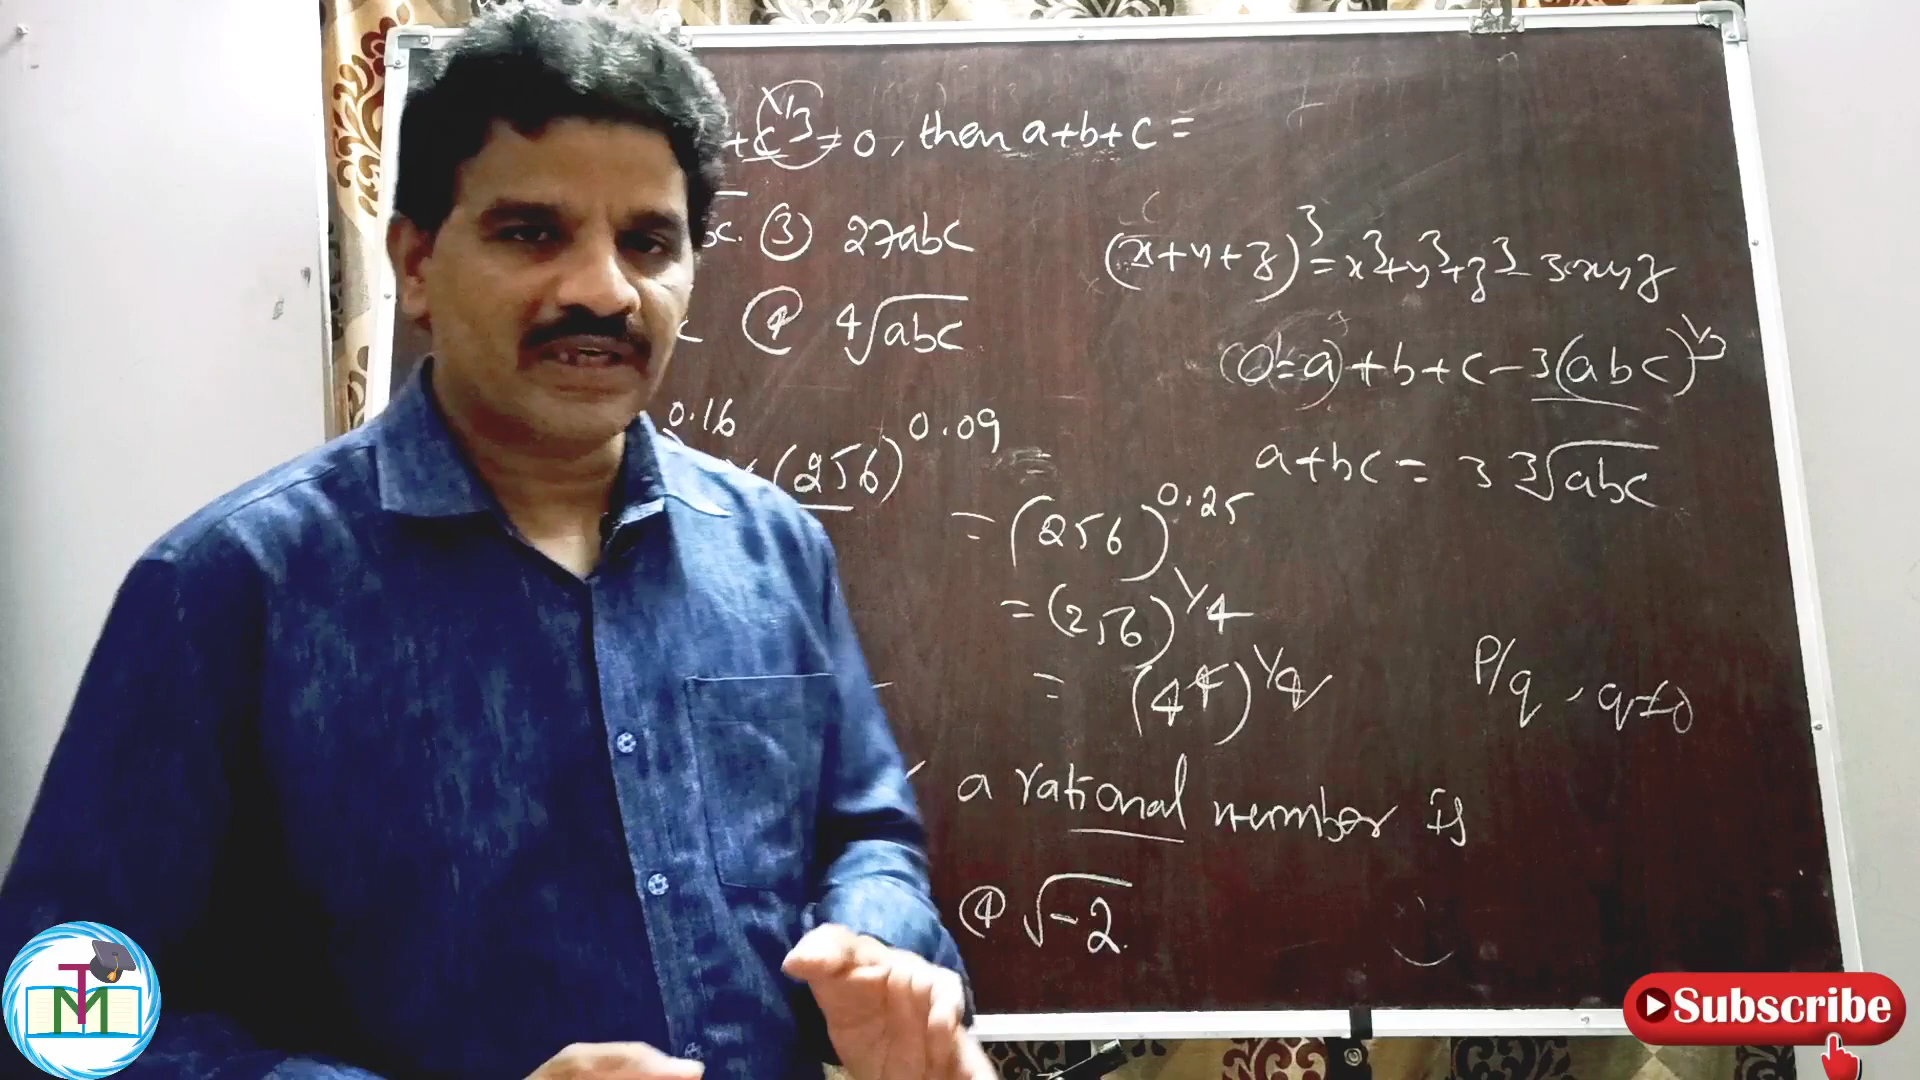 + c^1/3 = 0, then a+b+c =
③ 27abc
(x+y+z)³ = x³+y³+z³ - 3xyz
④ 4√abc
0 = a + b + c - 3(abc)^1/3
0.16 (256)^0.09
a+bc = 3 ∛abc
= (256)^0.25
= (256)^1/4
= (4⁴)^1/4
P/q, q≠0
a rational number is
④ √-2.
TM
Subscribe